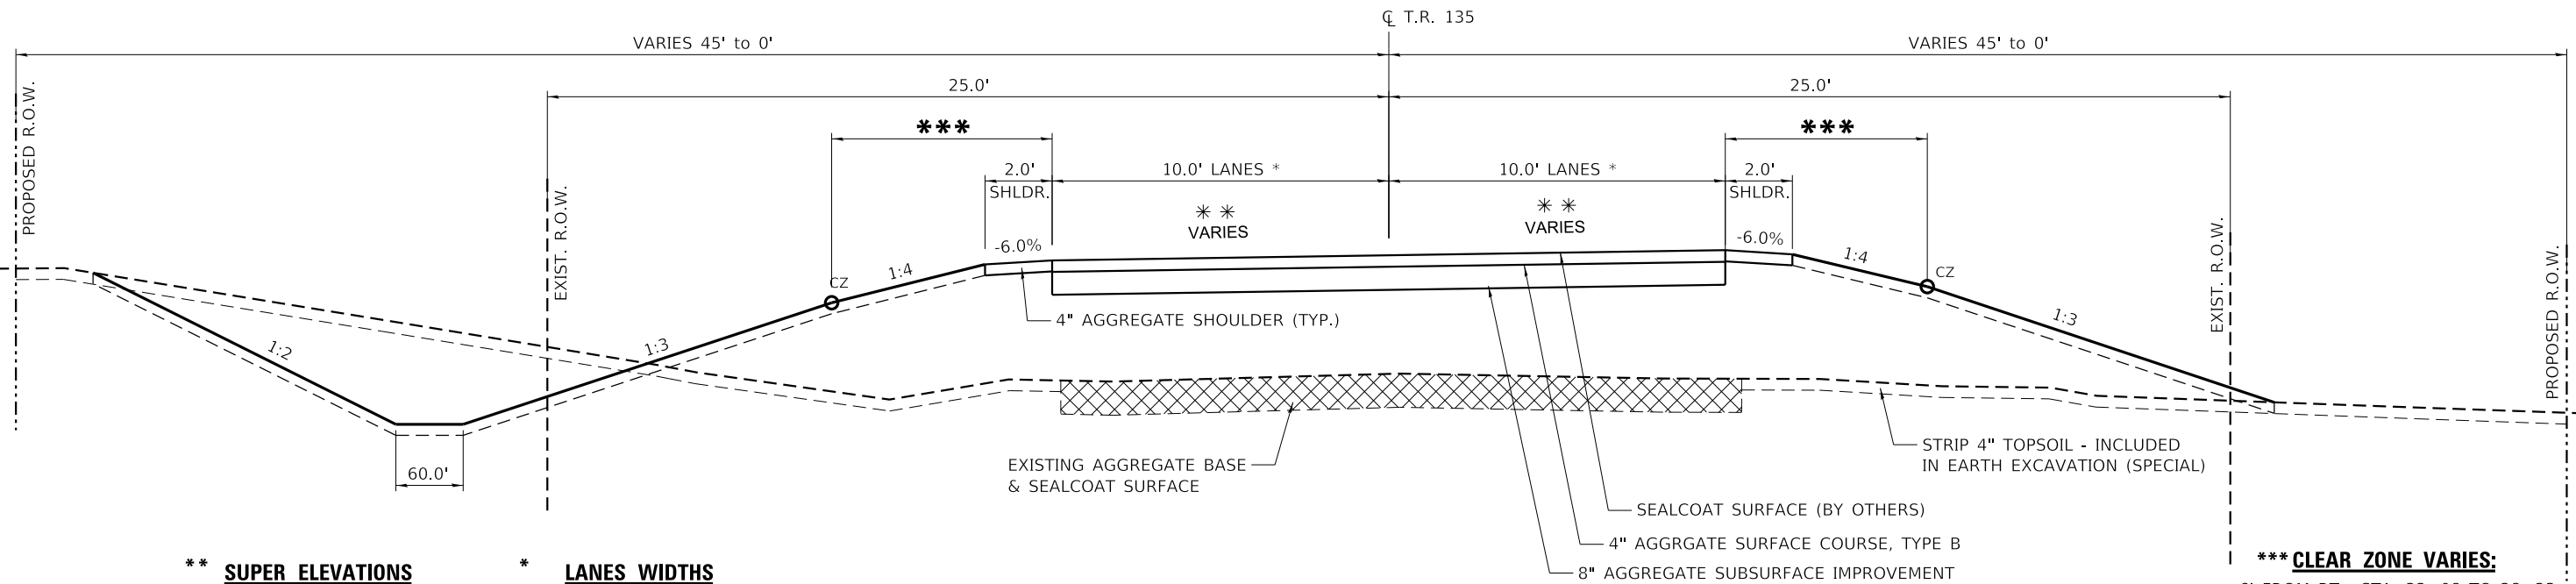 ℄ T.R. 135
VARIES 45' to 0'
VARIES 45' to 0'
25.0'
25.0'
***
***
2.0'
SHLDR.
10.0' LANES *
10.0' LANES *
2.0'
SHLDR.
* *
VARIES
* *
VARIES
PROPOSED R.O.W.
EXIST. R.O.W.
-6.0%
-6.0%
1:4
1:4
CZ
CZ
EXIST. R.O.W.
PROPOSED R.O.W.
4" AGGREGATE SHOULDER (TYP.)
1:2
1:3
1:3
60.0'
EXISTING AGGREGATE BASE
& SEALCOAT SURFACE
STRIP 4" TOPSOIL - INCLUDED
IN EARTH EXCAVATION (SPECIAL)
SEALCOAT SURFACE (BY OTHERS)
4" AGGRGATE SURFACE COURSE, TYPE B
8" AGGREGATE SUBSURFACE IMPROVEMENT
** SUPER ELEVATIONS
* LANES WIDTHS
*** CLEAR ZONE VARIES: